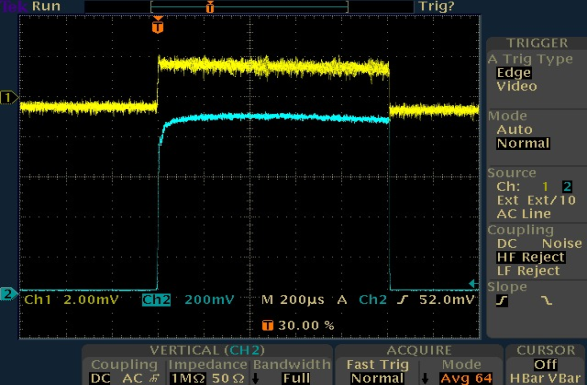 Tek Run Trig?
TRIGGER
A Trig Type
Edge
Video
Mode
Auto
Normal
Source
Ch: 1 2
Ext Ext/10
AC Line
Coupling
DC Noise
HF Reject
LF Reject
Slope
1
2
Ch1 2.00mV Ch2 200mV M 200µs A Ch2 52.0mV
T 30.00 %
VERTICAL (CH2) ACQUIRE CURSOR
Coupling Impedance Bandwidth Fast Trig Mode Off
DC AC 1MΩ 50Ω Full Normal Avg 64 HBar VBar